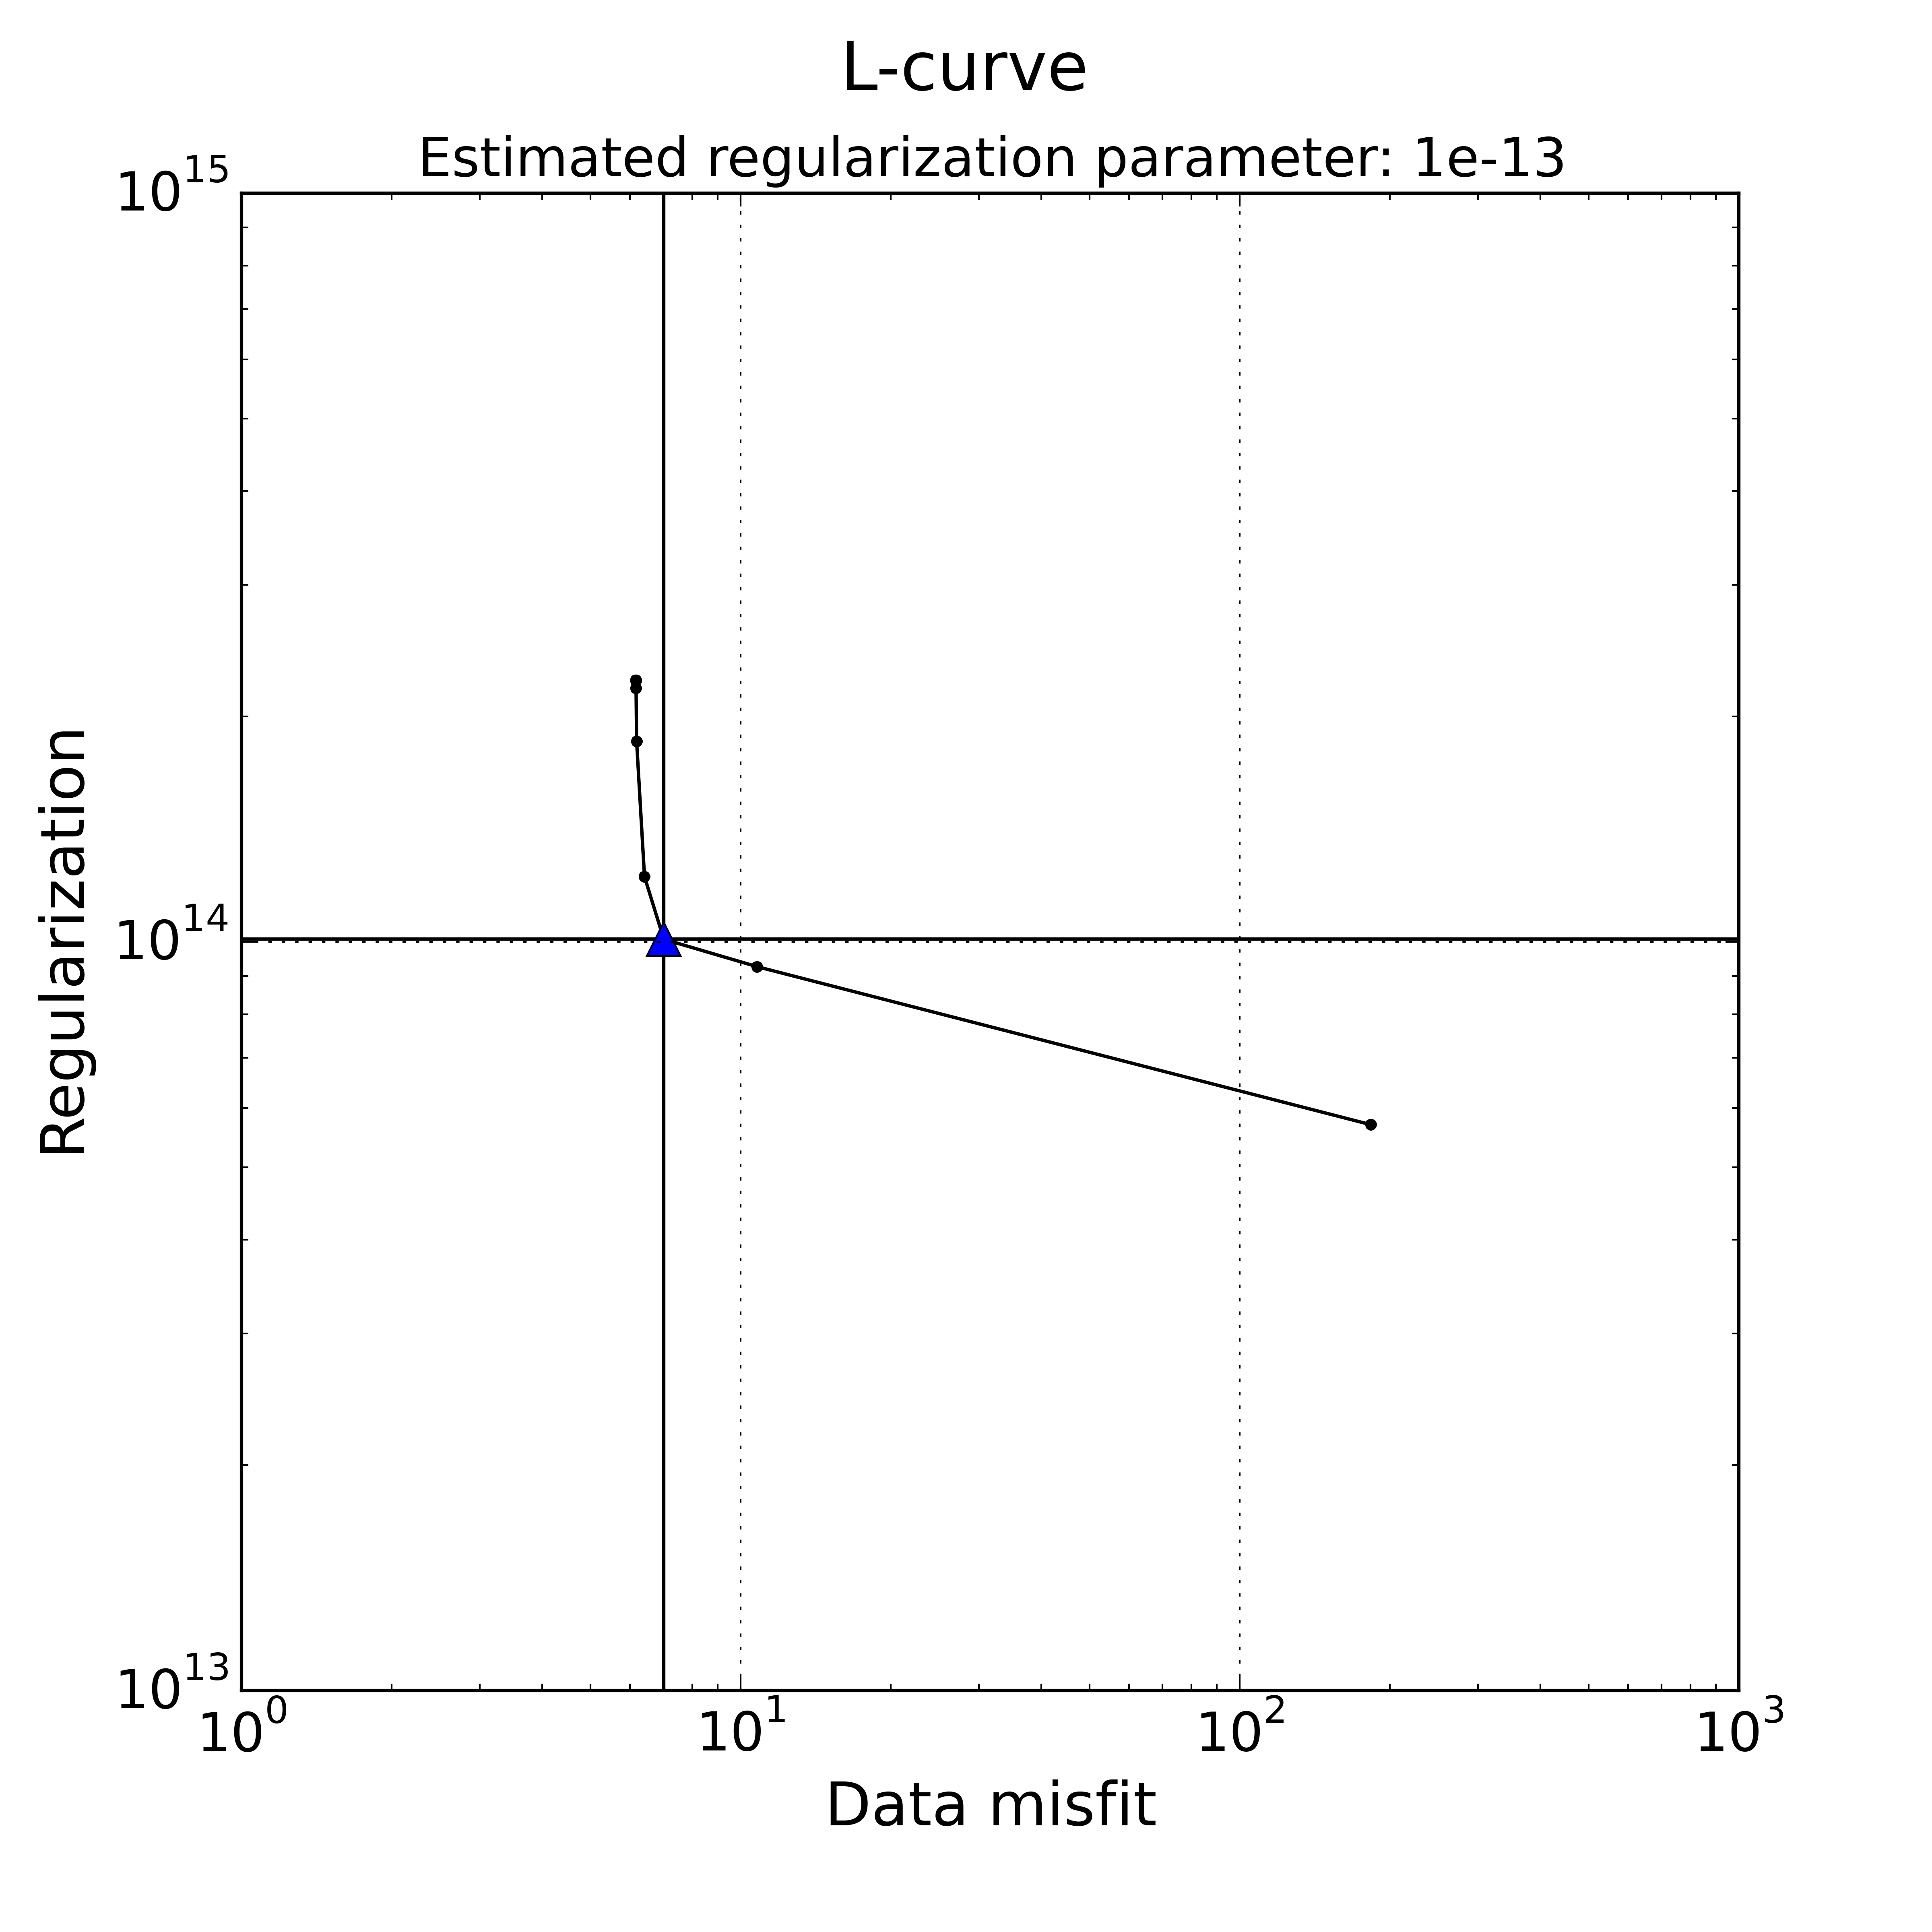 L-curve
Estimated regularization parameter: 1e-13
10^15
10^14
10^13
Regularization
10^0 10^1 10^2 10^3
Data misfit